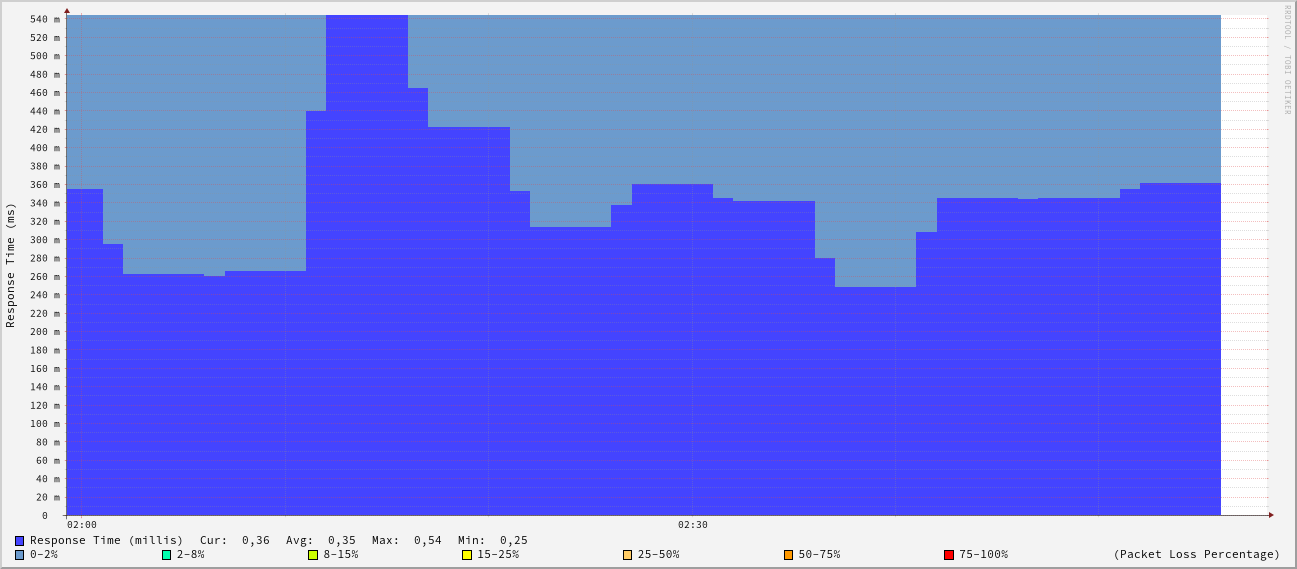 RRDTOOL / TOBI OETIKER
Response Time (ms)
540 m
520 m
500 m
480 m
460 m
440 m
420 m
400 m
380 m
360 m
340 m
320 m
300 m
280 m
260 m
240 m
220 m
200 m
180 m
160 m
140 m
120 m
100 m
80 m
60 m
40 m
20 m
0
02:00 02:30
Response Time (millis) Cur: 0,36 Avg: 0,35 Max: 0,54 Min: 0,25
0-2% 2-8% 8-15% 15-25% 25-50% 50-75% 75-100% (Packet Loss Percentage)